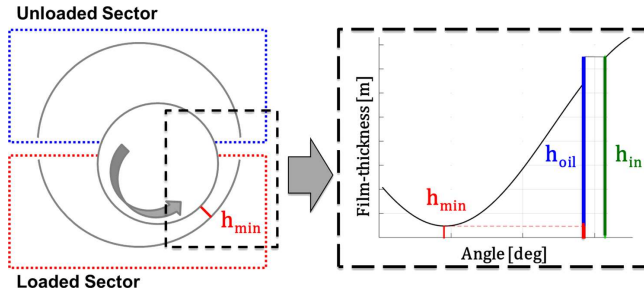 Unloaded Sector
h_min
Loaded Sector
Film-thickness [m]
h_min
h_oil
h_in
Angle [deg]